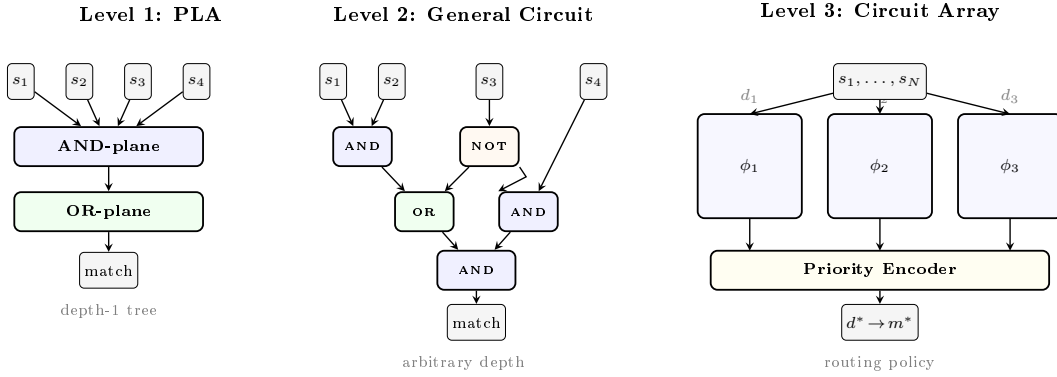 Level 1: PLA
s₁ s₂ s₃ s₄
AND-plane
OR-plane
match
depth-1 tree
Level 2: General Circuit
s₁ s₂ s₃ s₄
AND NOT
OR AND
AND
match
arbitrary depth
Level 3: Circuit Array
s₁, . . . , s_N
d₁ d₃
ϕ₁ ϕ₂ ϕ₃
Priority Encoder
d* → m*
routing policy